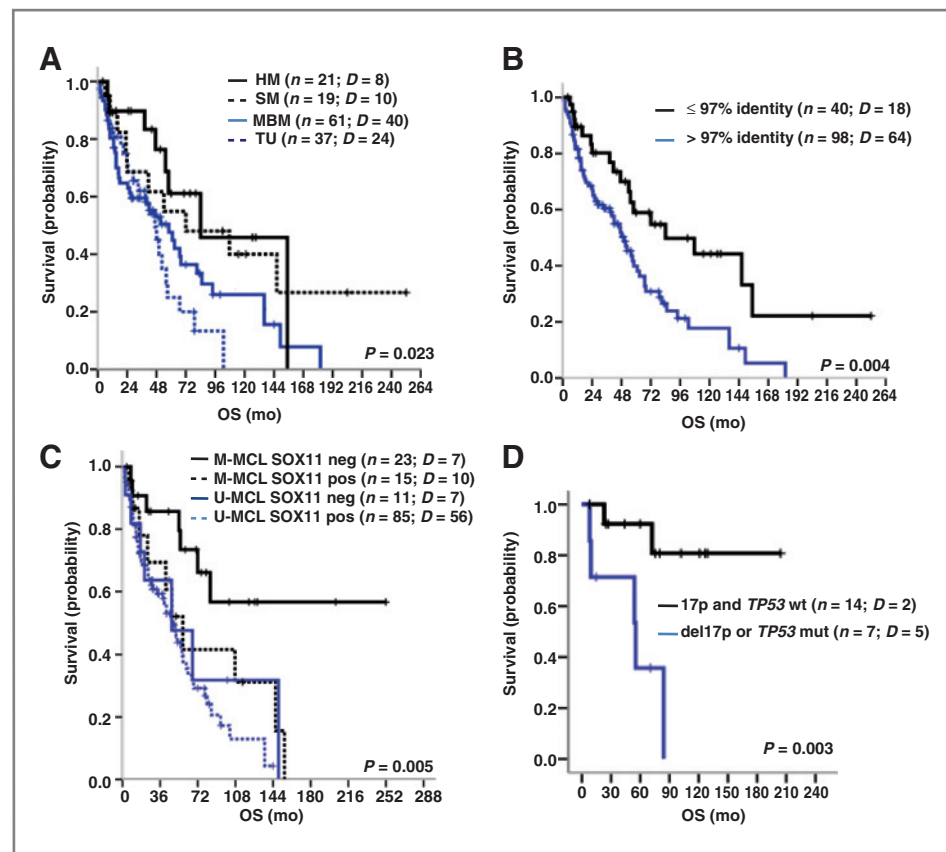 A
HM (n = 21; D = 8)
SM (n = 19; D = 10)
MBM (n = 61; D = 40)
TU (n = 37; D = 24)
Survival (probability)
1.0
0.8
0.6
0.4
0.2
0.0
P = 0.023
0 24 48 72 96 120 144 168 192 216 240 264
OS (mo)
B
≤ 97% identity (n = 40; D = 18)
> 97% identity (n = 98; D = 64)
Survival (probability)
1.0
0.8
0.6
0.4
0.2
0.0
P = 0.004
0 24 48 72 96 120 144 168 192 216 240 264
OS (mo)
C
M-MCL SOX11 neg (n = 23; D = 7)
M-MCL SOX11 pos (n = 15; D = 10)
U-MCL SOX11 neg (n = 11; D = 7)
U-MCL SOX11 pos (n = 85; D = 56)
Survival (probability)
1.0
0.8
0.6
0.4
0.2
0.0
P = 0.005
0 36 72 108 144 180 216 252 288
OS (mo)
D
17p and TP53 wt (n = 14; D = 2)
del17p or TP53 mut (n = 7; D = 5)
Survival (probability)
1.0
0.8
0.6
0.4
0.2
0.0
P = 0.003
0 30 60 90 120 150 180 210 240
OS (mo)